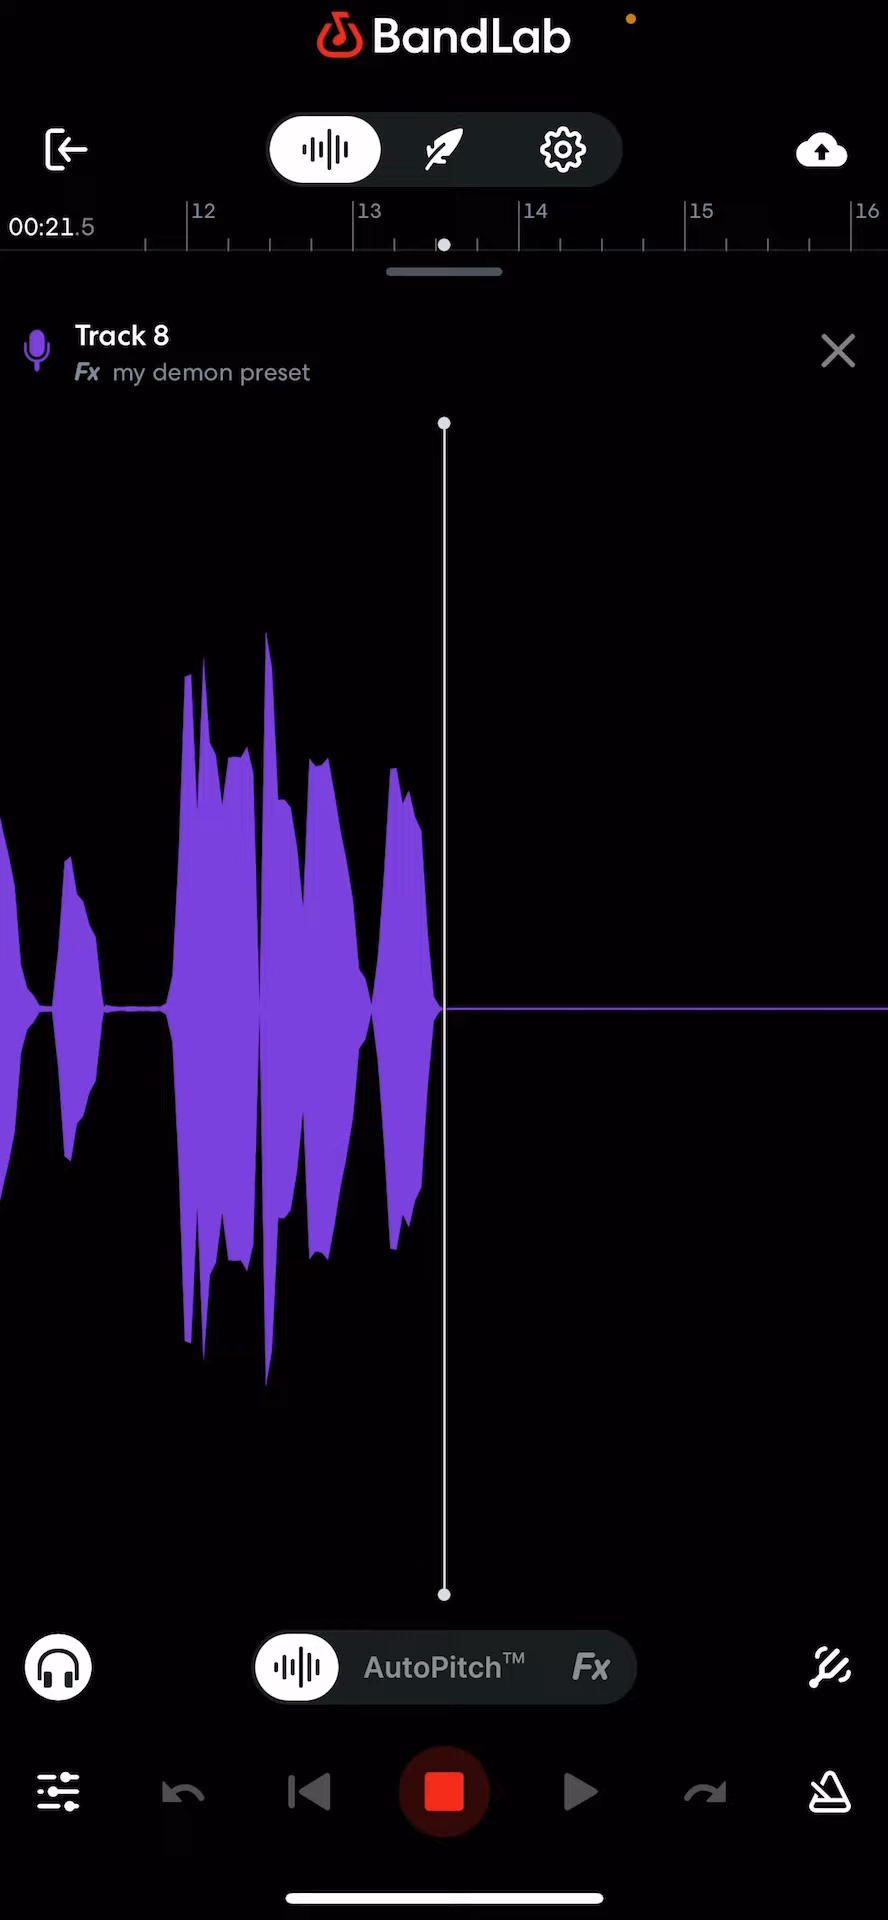 BandLab
00:21.5
12 13 14 15 16
Track 8
Fx my demon preset
AutoPitch™ Fx